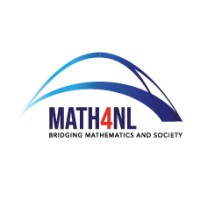 MATH4NL
BRIDGING MATHEMATICS AND SOCIETY